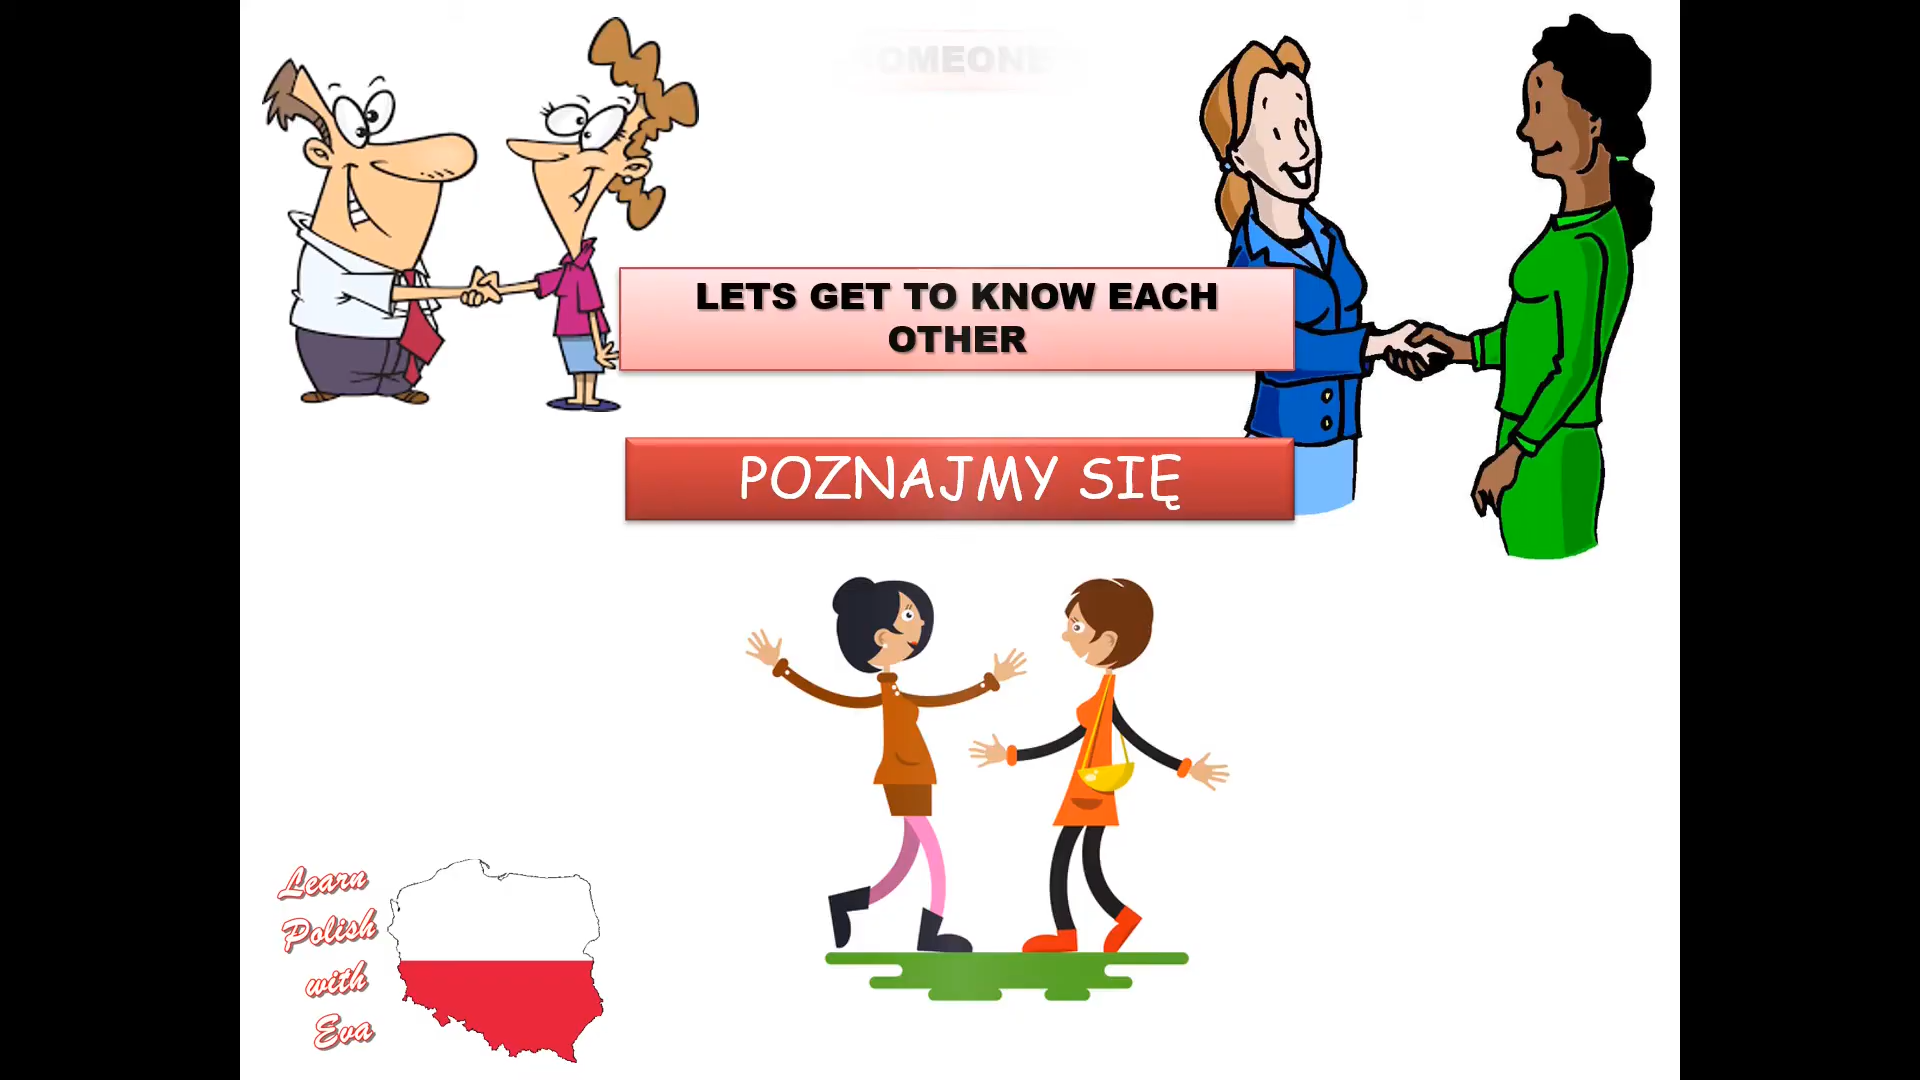 LETS GET TO KNOW EACH
OTHER
POZNAJMY SIĘ
Learn
Polish
with
Eva